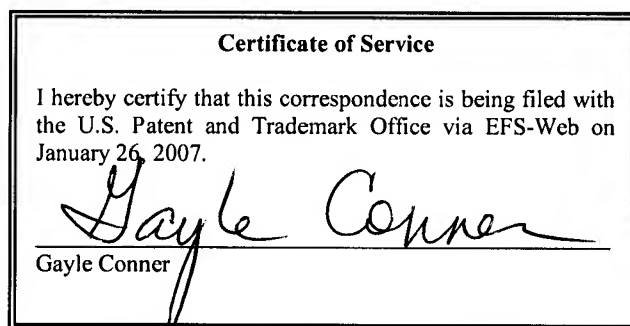 Certificate of Service
I hereby certify that this correspondence is being filed with
the U.S. Patent and Trademark Office via EFS-Web on
January 26, 2007.
Gayle Conner
Gayle Conner